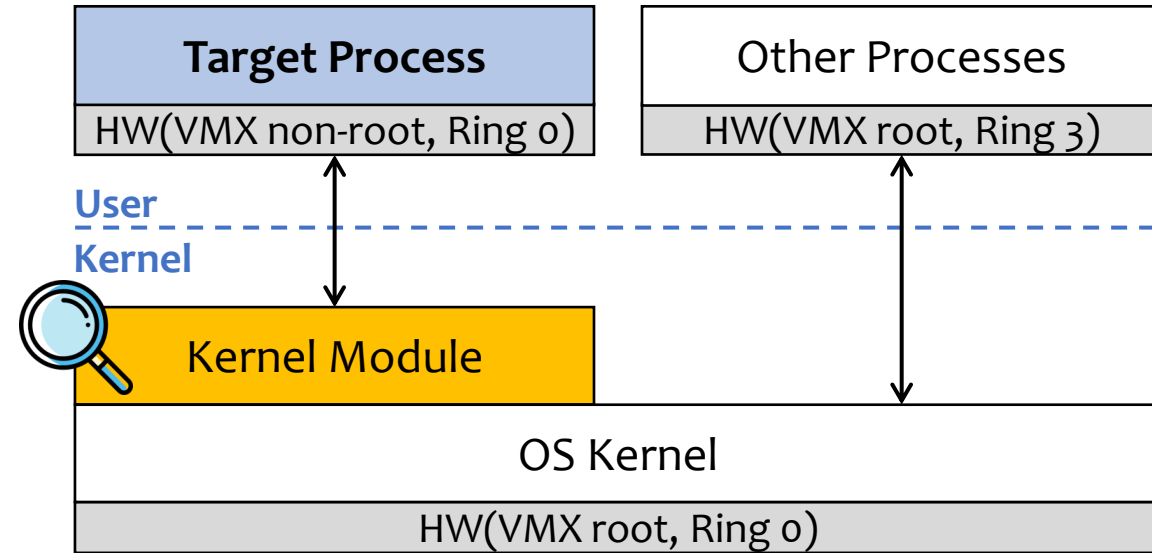 Target Process
HW(VMX non-root, Ring 0)
Other Processes
HW(VMX root, Ring 3)
User
Kernel
Kernel Module
OS Kernel
HW(VMX root, Ring 0)